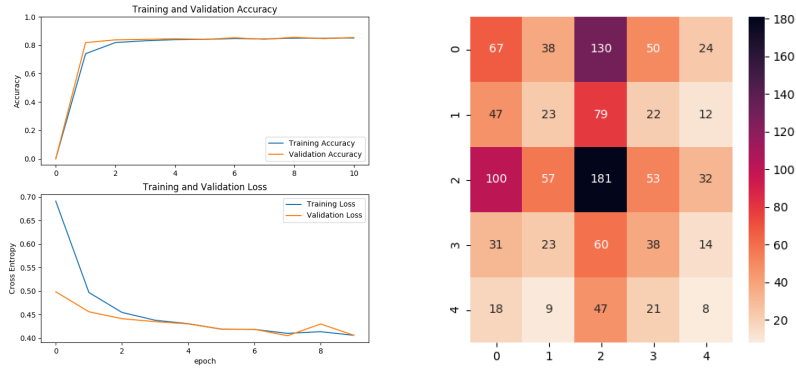 Training and Validation Accuracy
1.0
0.8
0.6
0.4
0.2
0.0
Accuracy
Training Accuracy
Validation Accuracy
0 2 4 6 8 10
Training and Validation Loss
0.70
0.65
0.60
0.55
0.50
0.45
0.40
Cross Entropy
Training Loss
Validation Loss
0 2 4 6 8
epoch
0 67 38 130 50 24
1 47 23 79 22 12
2 100 57 181 53 32
3 31 23 60 38 14
4 18 9 47 21 8
0 1 2 3 4
180
160
140
120
100
80
60
40
20